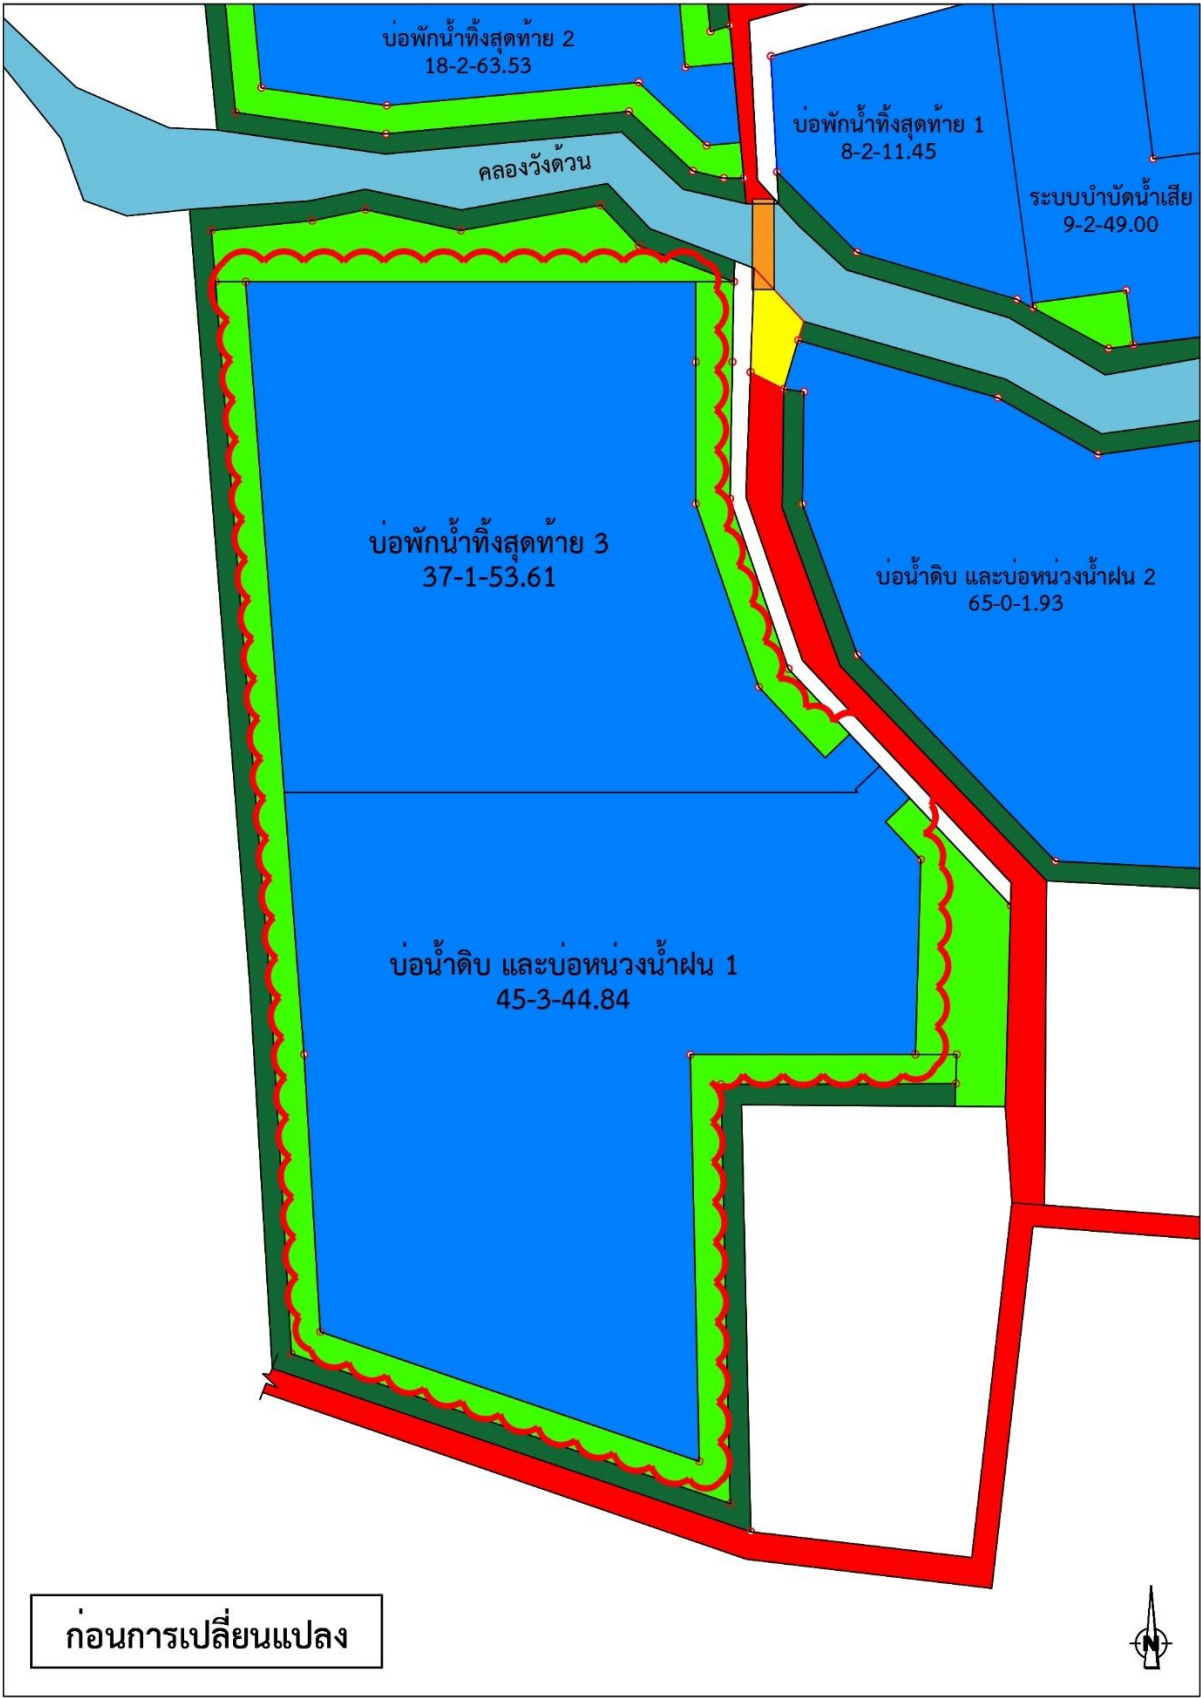 บ่อพักน้ำทิ้งสุดท้าย 2
18-2-63.53
บ่อพักน้ำทิ้งสุดท้าย 1
8-2-11.45
คลองวังด้วน
ระบบบำบัดน้ำเสีย
9-2-49.00
บ่อพักน้ำทิ้งสุดท้าย 3
37-1-53.61
บ่อน้ำดิบ และบ่อหน่วงน้ำฝน 2
65-0-1.93
บ่อน้ำดิบ และบ่อหน่วงน้ำฝน 1
45-3-44.84
ก่อนการเปลี่ยนแปลง
N